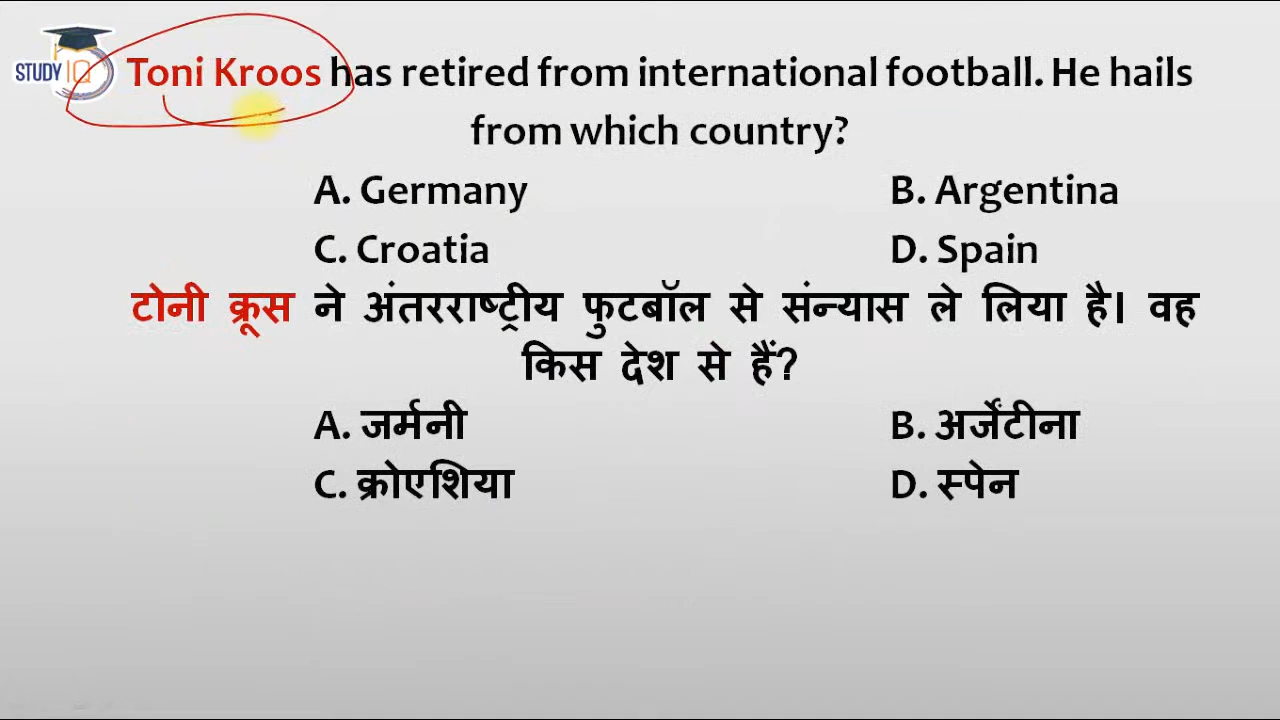 STUDY IQ
Toni Kroos has retired from international football. He hails
from which country?
A. Germany B. Argentina
C. Croatia D. Spain
टोनी क्रूस ने अंतरराष्ट्रीय फुटबॉल से संन्यास ले लिया है। वह
किस देश से हैं?
A. जर्मनी B. अर्जेंटीना
C. क्रोएशिया D. स्पेन